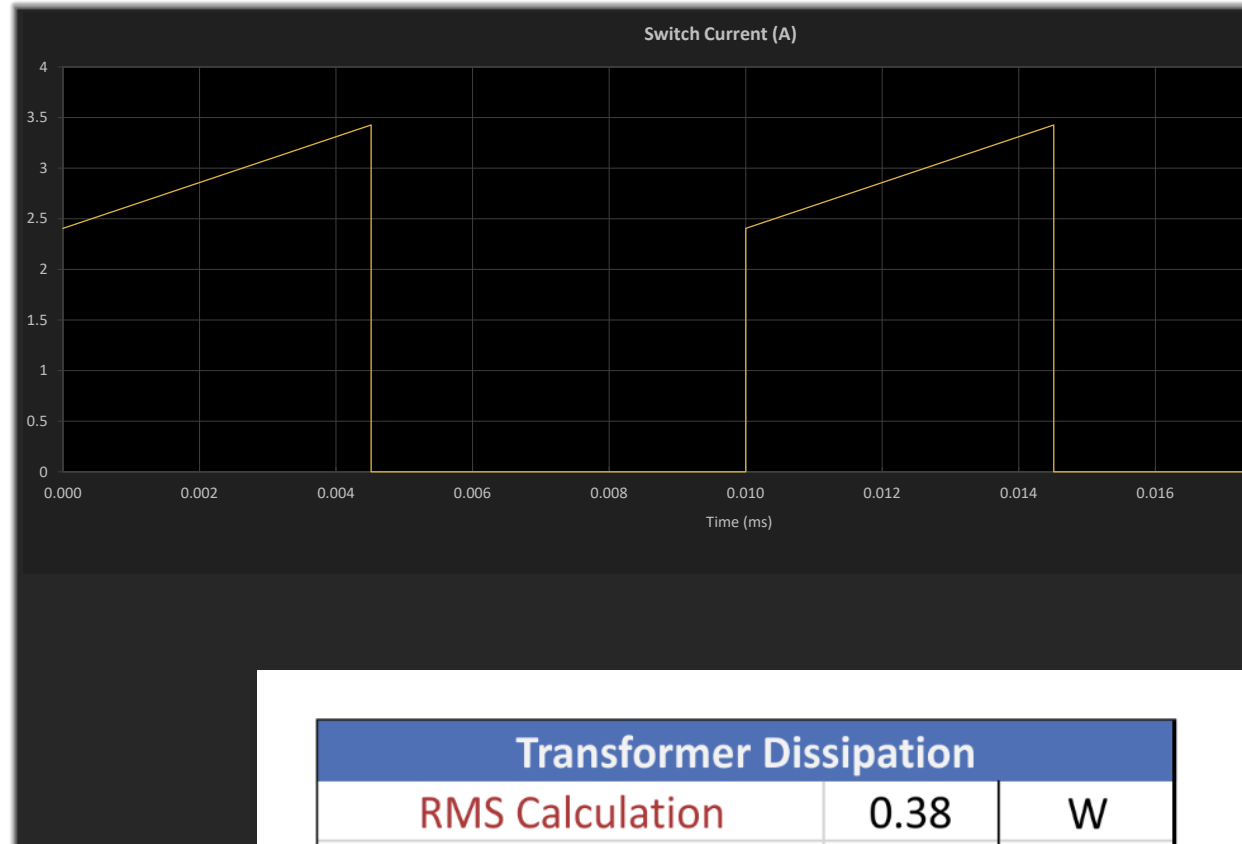 Switch Current (A)
4
3.5
3
2.5
2
1.5
1
0.5
0
0.000 0.002 0.004 0.006 0.008 0.010 0.012 0.014 0.016
Time (ms)
Transformer Dissipation
RMS Calculation 0.38 W